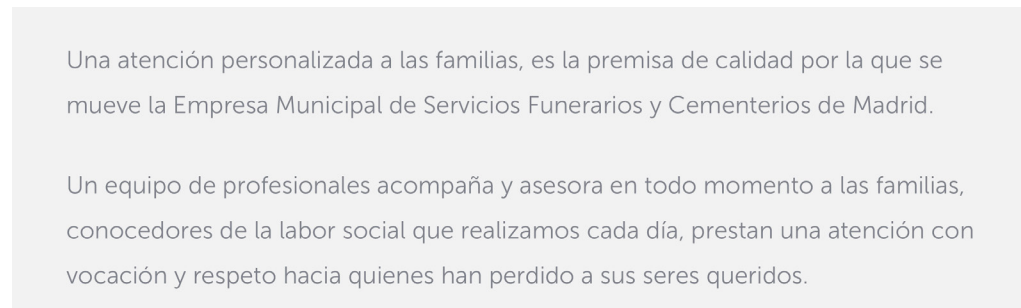 Una atención personalizada a las familias, es la premisa de calidad por la que se
mueve la Empresa Municipal de Servicios Funerarios y Cementerios de Madrid.
Un equipo de profesionales acompaña y asesora en todo momento a las familias,
conocedores de la labor social que realizamos cada día, prestan una atención con
vocación y respeto hacia quienes han perdido a sus seres queridos.